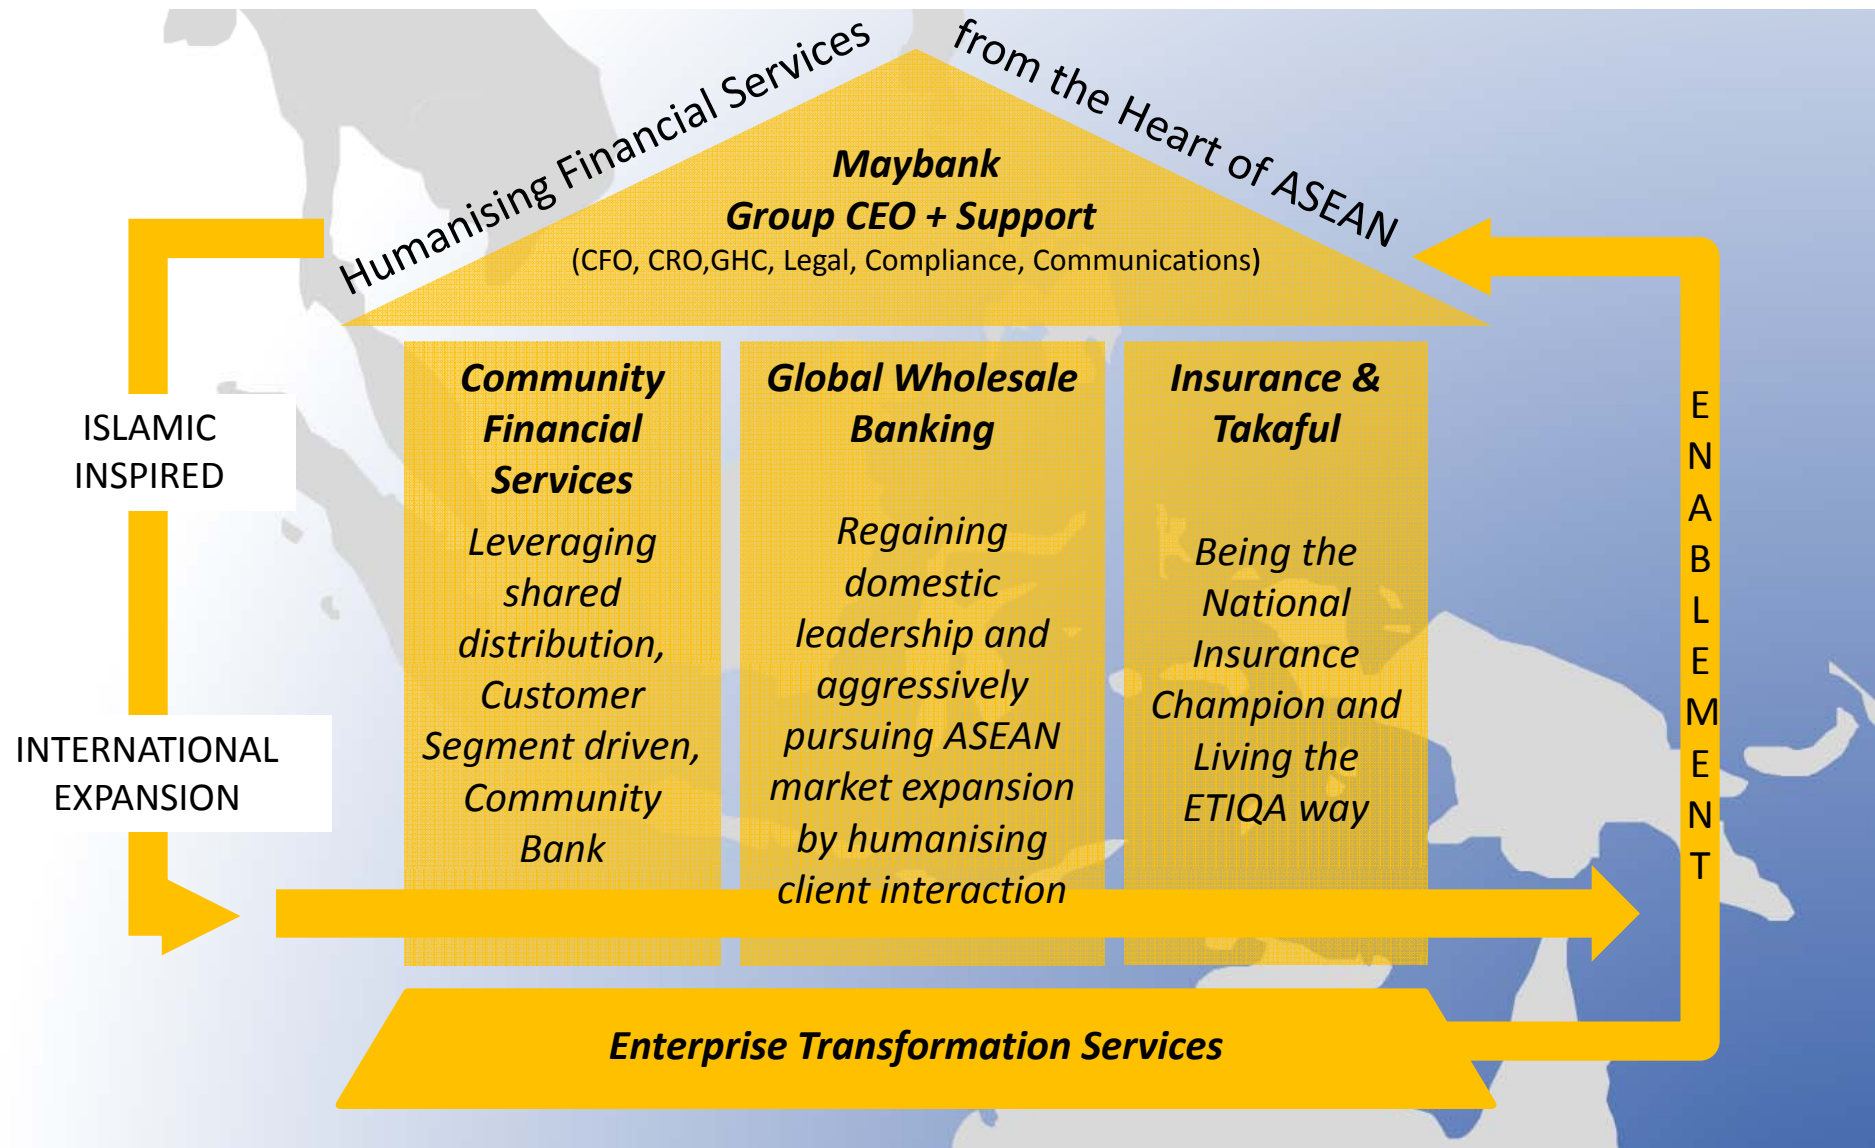 Humanising Financial Services
from the Heart of ASEAN
Maybank
Group CEO + Support
(CFO, CRO,GHC, Legal, Compliance, Communications)
ISLAMIC
INSPIRED
INTERNATIONAL
EXPANSION
Community
Financial
Services
Leveraging
shared
distribution,
Customer
Segment driven,
Community
Bank
Global Wholesale
Banking
Regaining
domestic
leadership and
aggressively
pursuing ASEAN
market expansion
by humanising
client interaction
Insurance &
Takaful
Being the
National
Insurance
Champion and
Living the
ETIQA way
E
N
A
B
L
E
M
E
N
T
Enterprise Transformation Services